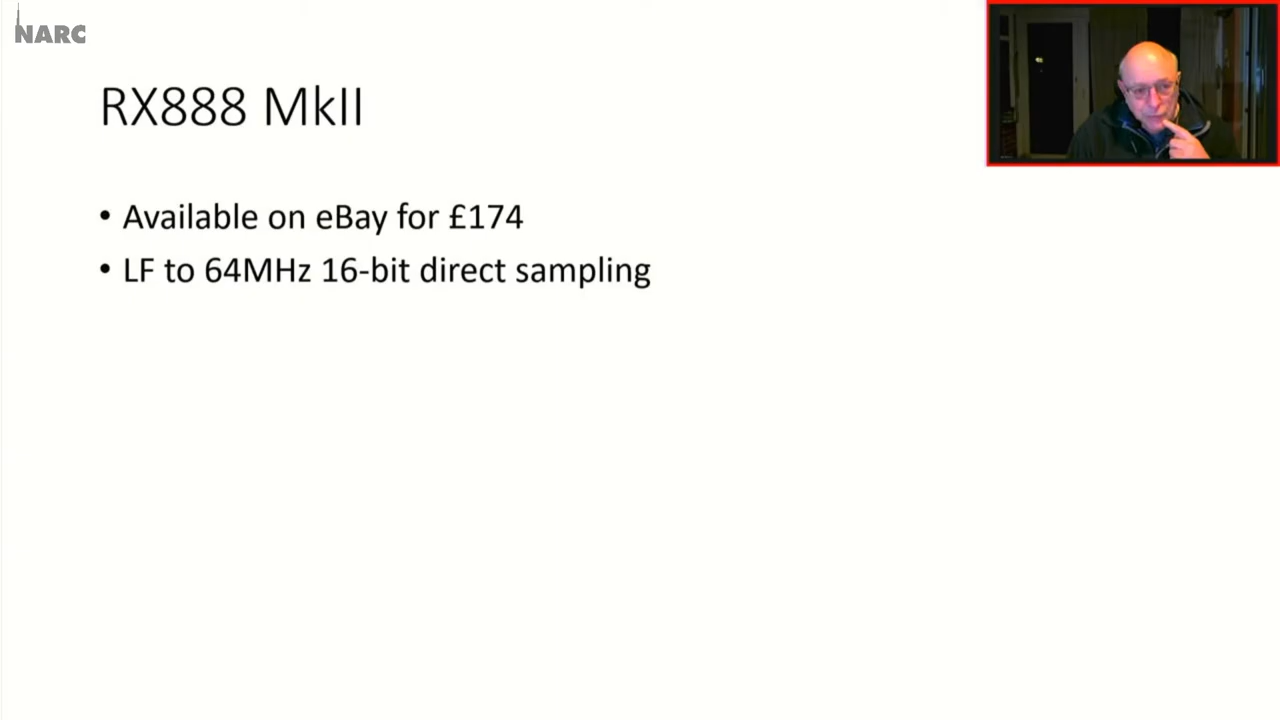 NARC
RX888 MkII
• Available on eBay for £174
• LF to 64MHz 16-bit direct sampling